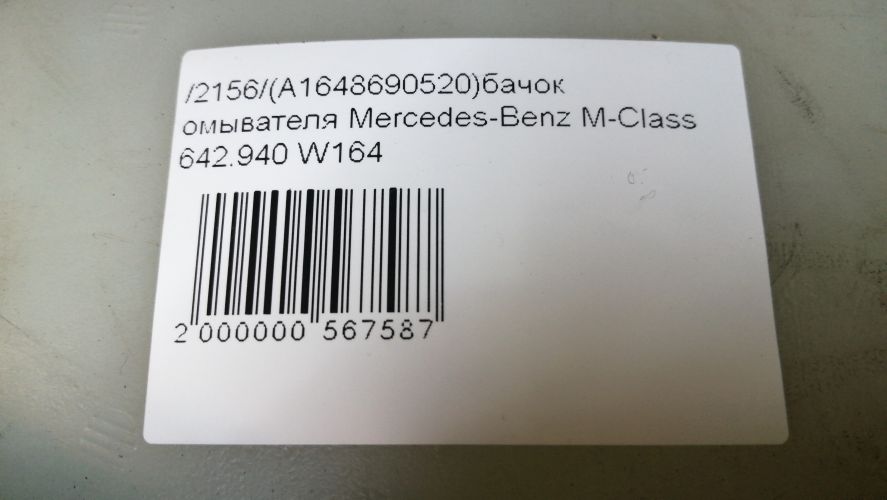 /2156/(A1648690520)бачок
омывателя Mercedes-Benz M-Class
642.940 W164
2 000000 567587